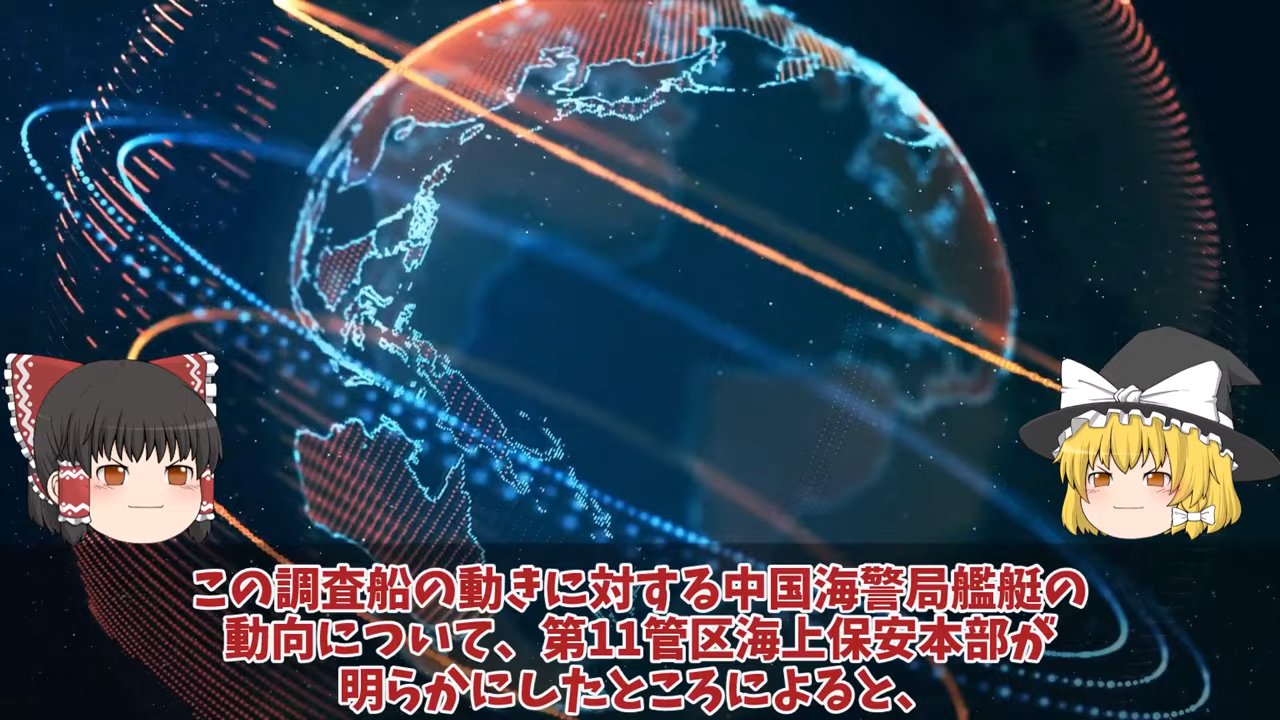 この調査船の動きに対する中国海警局艦艇の
動向について、第11管区海上保安本部が
明らかにしたところによると、